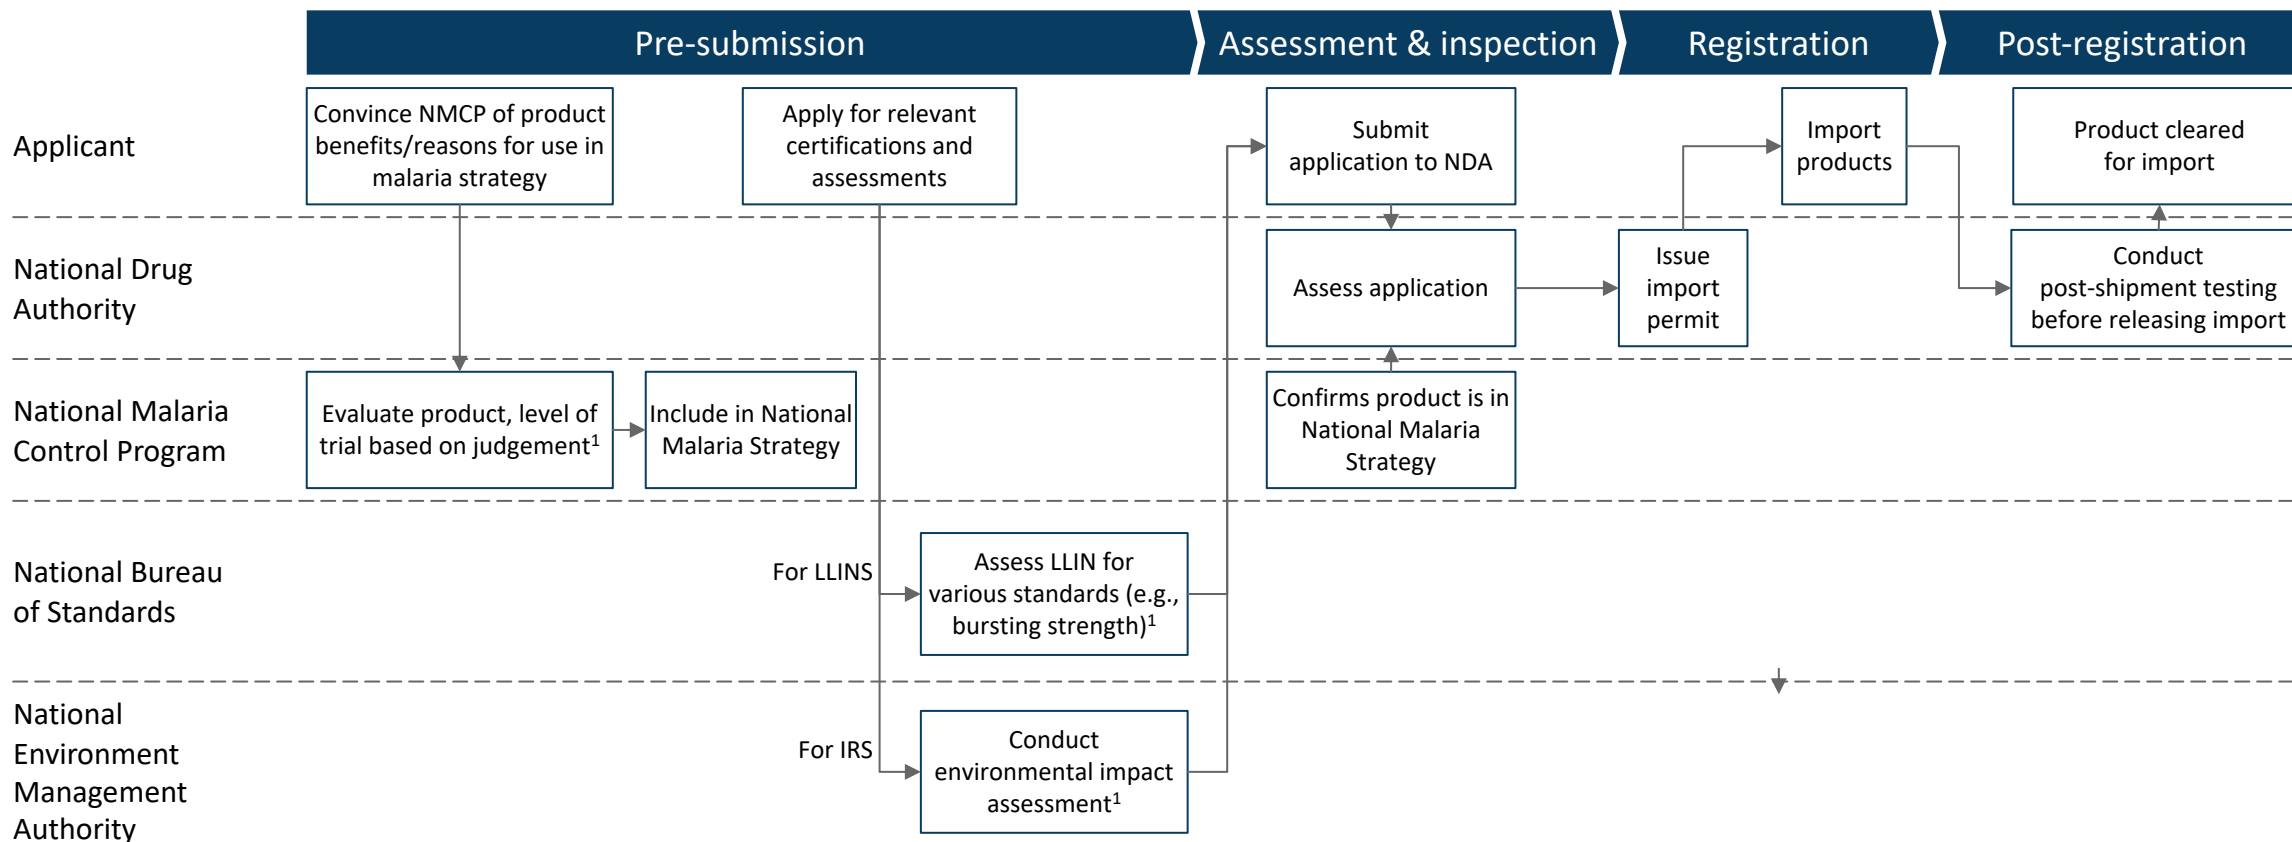 Pre-submission
Assessment & inspection
Registration
Post-registration
Applicant
Convince NMCP of product
benefits/reasons for use in
malaria strategy
Apply for relevant
certifications and
assessments
Submit
application to NDA
Import
products
Product cleared
for import
National Drug
Authority
Assess application
Issue
import
permit
Conduct
post-shipment testing
before releasing import
National Malaria
Control Program
Evaluate product, level of
trial based on judgement¹
Include in National
Malaria Strategy
Confirms product is in
National Malaria
Strategy
National Bureau
of Standards
For LLINS
Assess LLIN for
various standards (e.g.,
bursting strength)¹
National
Environment
Management
Authority
For IRS
Conduct
environmental impact
assessment¹